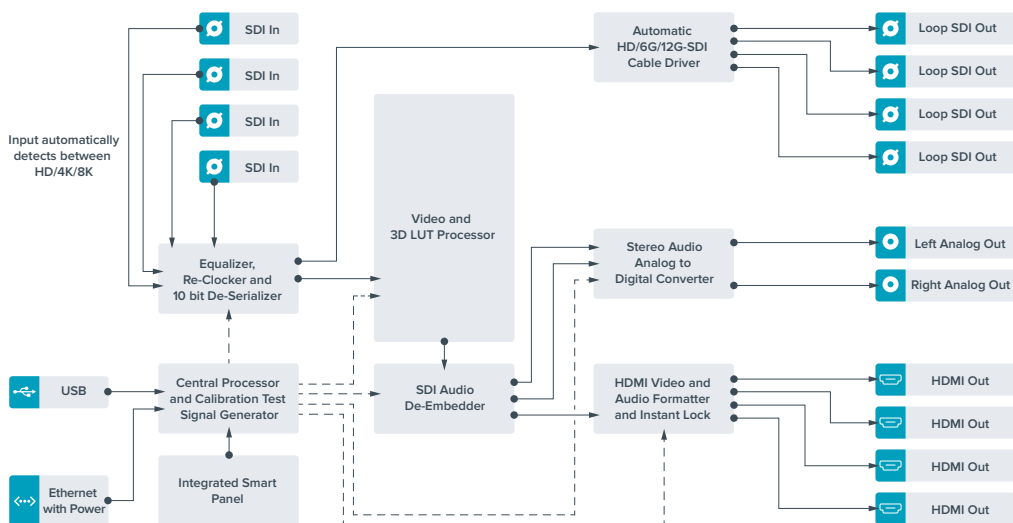 SDI In
SDI In
SDI In
SDI In
Input automatically
detects between
HD/4K/8K
Equalizer,
Re-Clocker and
10 bit De-Serializer
Video and
3D LUT Processor
Automatic
HD/6G/12G-SDI
Cable Driver
Loop SDI Out
Loop SDI Out
Loop SDI Out
Loop SDI Out
Stereo Audio
Analog to
Digital Converter
Left Analog Out
Right Analog Out
USB
Central Processor
and Calibration Test
Signal Generator
SDI Audio
De-Embedder
HDMI Video and
Audio Formatter
and Instant Lock
HDMI Out
HDMI Out
HDMI Out
HDMI Out
Ethernet
with Power
Integrated Smart
Panel